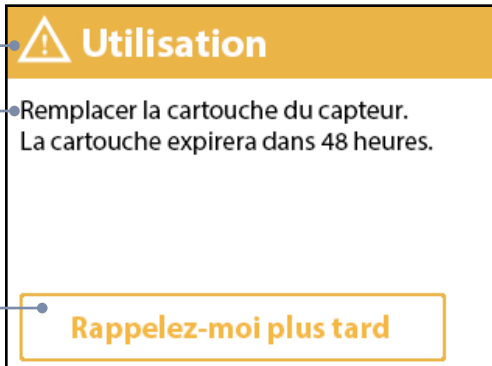 Utilisation
Remplacer la cartouche du capteur.
La cartouche expirera dans 48 heures.
Rappelez-moi plus tard